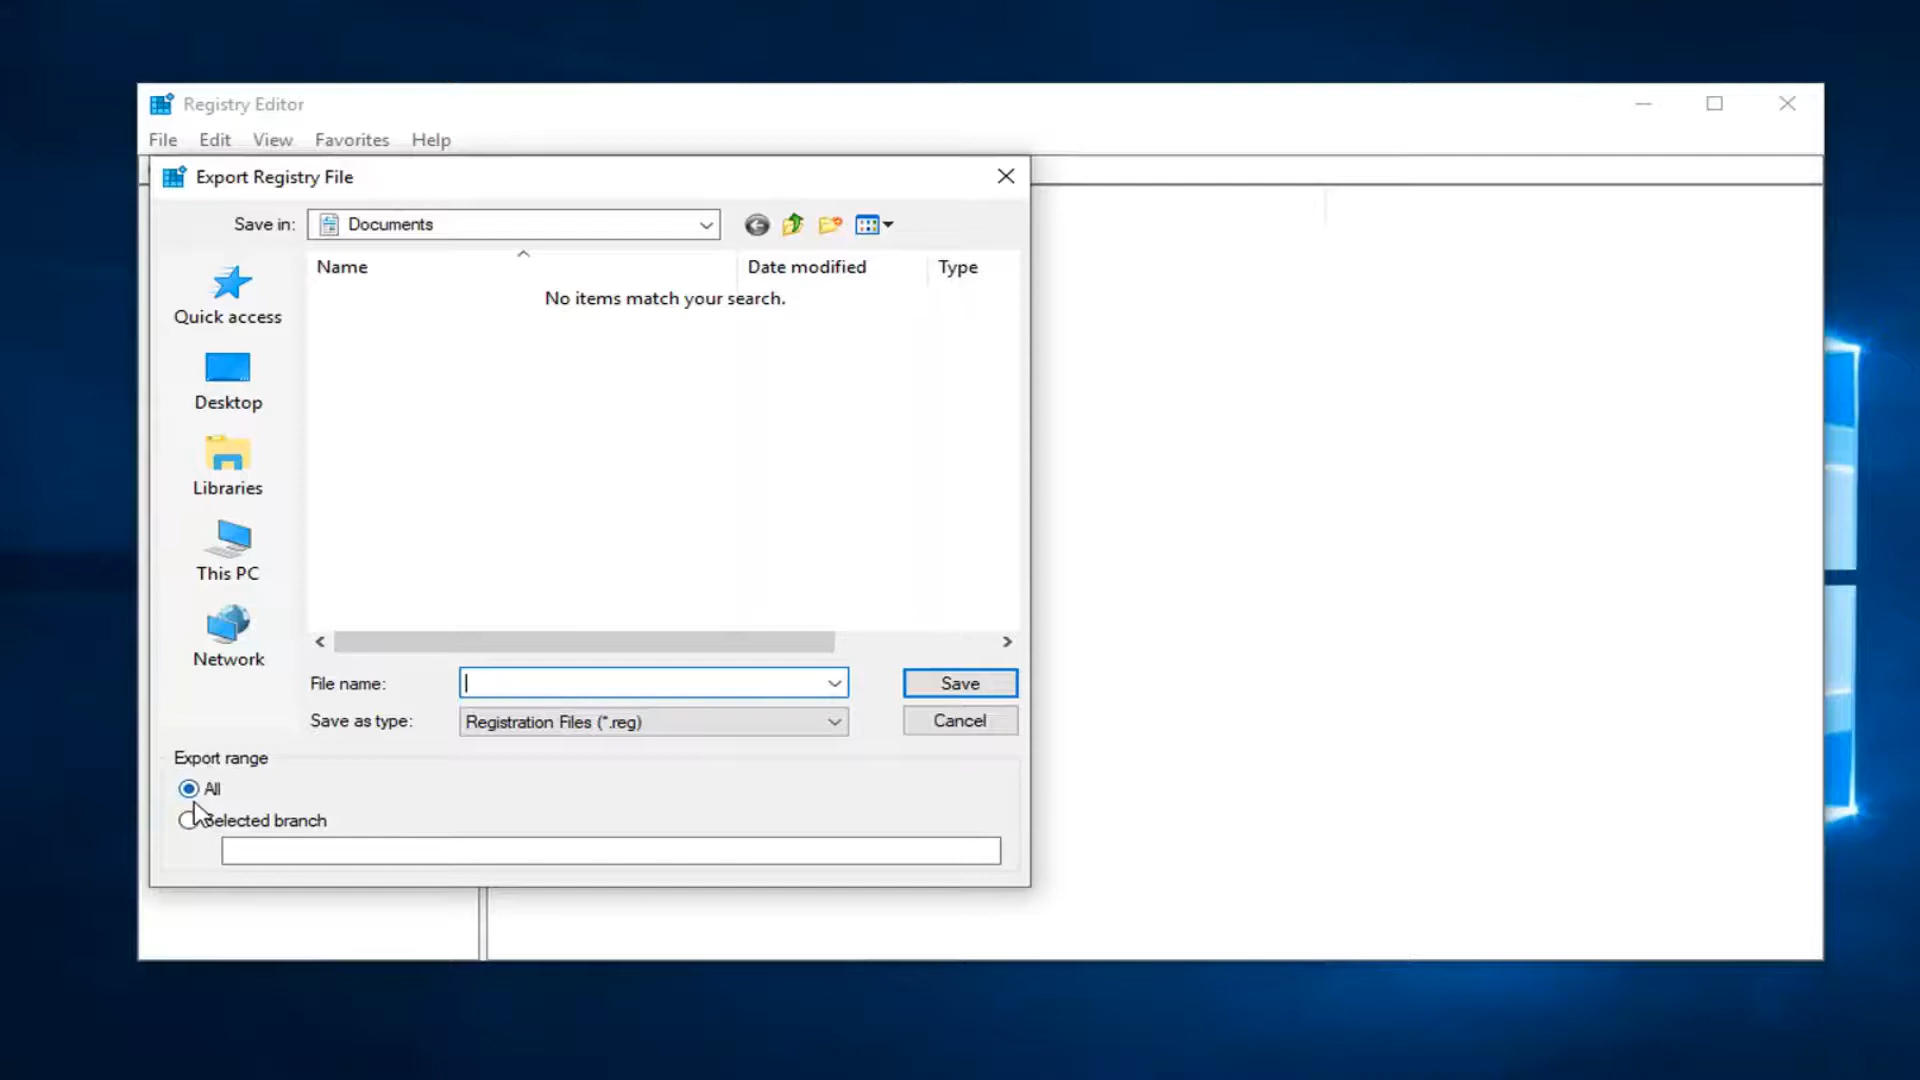 Registry Editor
File Edit View Favorites Help
Export Registry File
Save in: Documents
Name Date modified Type
No items match your search.
Quick access
Desktop
Libraries
This PC
Network
File name: Save
Save as type: Registration Files (*.reg) Cancel
Export range
All
Selected branch